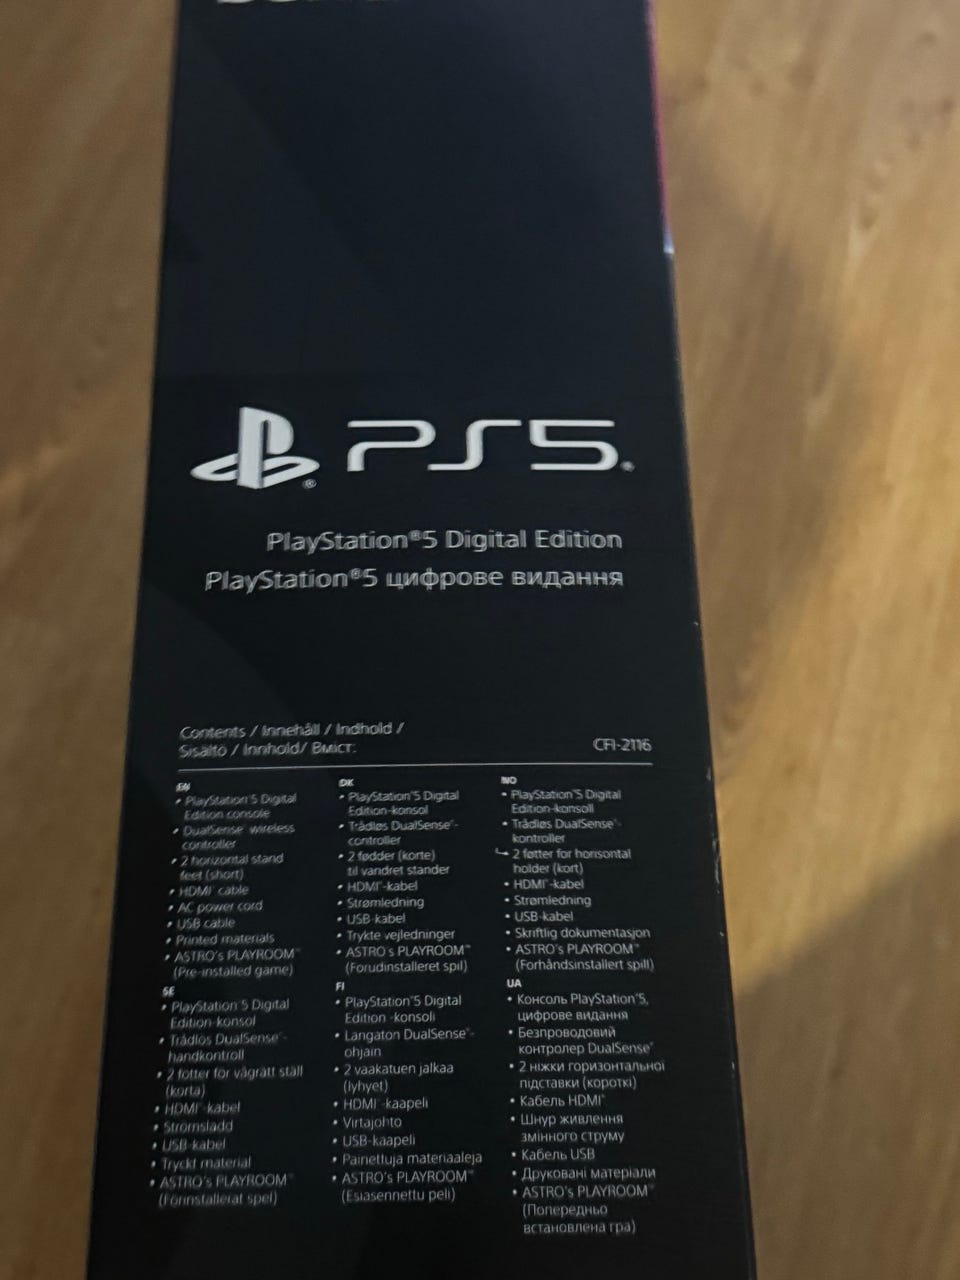 PS5
PlayStation®5 Digital Edition
PlayStation®5 цифрове видання
Contents / Innehåll / Indhold /
Sisältö / Innhold/ Вміст:
CFI-2116
EN
• PlayStation®5 Digital
Edition console
• DualSense™ wireless
controller
• 2 horizontal stand
feet (short)
• HDMI® cable
• AC power cord
• USB cable
• Printed materials
• ASTRO's PLAYROOM™
(Pre-installed game)
DK
• PlayStation®5 Digital
Edition-konsol
• Trådløs DualSense™-
controller
• 2 fødder (korte)
til vandret stander
• HDMI®-kabel
• Strømledning
• USB-kabel
• Trykte vejledninger
• ASTRO's PLAYROOM™
(Forudinstalleret spil)
NO
• PlayStation®5 Digital
Edition-konsoll
• Trådløs DualSense™-
kontroller
• 2 føtter for horisontal
holder (kort)
• HDMI®-kabel
• Strømledning
• USB-kabel
• Skriftlig dokumentasjon
• ASTRO's PLAYROOM™
(Forhåndsinstallert spill)
SE
• PlayStation®5 Digital
Edition-konsol
• Trådlös DualSense™-
handkontroll
• 2 fötter för vågrätt ställ
(korta)
• HDMI®-kabel
• Strömsladd
• USB-kabel
• Tryckt material
• ASTRO's PLAYROOM™
(Förinstallerat spel)
FI
• PlayStation®5 Digital
Edition -konsoli
• Langaton DualSense™-
ohjain
• 2 vaakatuen jalkaa
(lyhyet)
• HDMI®-kaapeli
• Virtajohto
• USB-kaapeli
• Painettuja materiaaleja
• ASTRO's PLAYROOM™
(Esiasennettu peli)
UA
• Консоль PlayStation®5,
цифрове видання
• Безпроводовий
контролер DualSense™
• 2 ніжки горизонтальної
підставки (короткі)
• Кабель HDMI®
• Шнур живлення
змінного струму
• Кабель USB
• Друковані матеріали
• ASTRO's PLAYROOM™
(Попередньо
встановлена гра)